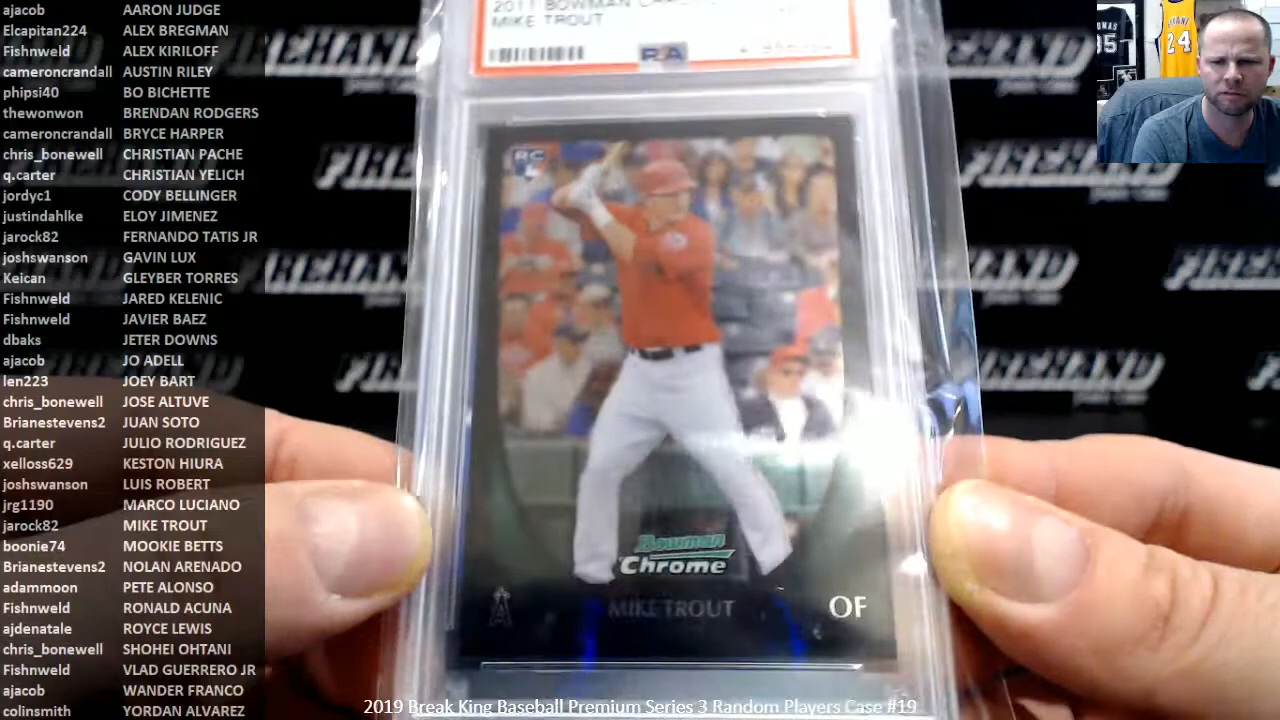 ajacob AARON JUDGE
Elcapitan224 ALEX BREGMAN
Fishnweld ALEX KIRILOFF
cameroncrandall AUSTIN RILEY
phipsi40 BO BICHETTE
thewonwon BRENDAN RODGERS
cameroncrandall BRYCE HARPER
chris_bonewell CHRISTIAN PACHE
q.carter CHRISTIAN YELICH
jordyc1 CODY BELLINGER
justindahlke ELOY JIMENEZ
jarock82 FERNANDO TATIS JR
joshswanson GAVIN LUX
Keican GLEYBER TORRES
Fishnweld JARED KELENIC
Fishnweld JAVIER BAEZ
dbaks JETER DOWNS
ajacob JO ADELL
len223 JOEY BART
chris_bonewell JOSE ALTUVE
Brianestevens2 JUAN SOTO
q.carter JULIO RODRIGUEZ
xelloss629 KESTON HIURA
joshswanson LUIS ROBERT
jrg1190 MARCO LUCIANO
jarock82 MIKE TROUT
boonie74 MOOKIE BETTS
Brianestevens2 NOLAN ARENADO
adammoon PETE ALONSO
Fishnweld RONALD ACUNA
ajdenatale ROYCE LEWIS
chris_bonewell SHOHEI OHTANI
Fishnweld VLAD GUERRERO JR
ajacob WANDER FRANCO
colinsmith YORDAN ALVAREZ
2011 BOWMAN
MIKE TROUT
PSA
RC
Bowman
Chrome
MIKE TROUT
OF
FIREHAND
FIREHAND
FIREHAND
24
2019 Break King Baseball Premium Series 3 Random Players Case #19